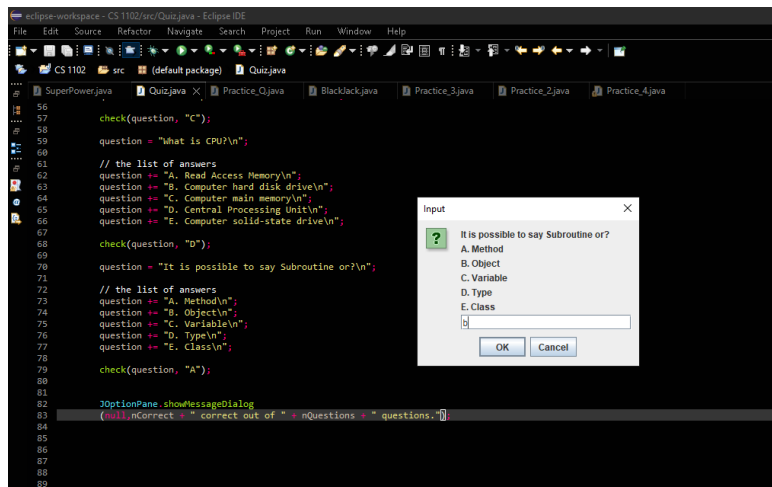 eclipse-workspace - CS 1102/src/Quiz.java - Eclipse IDE
File Edit Source Refactor Navigate Search Project Run Window Help
CS 1102 src (default package) Quiz.java
SuperPower.java Quiz.java Practice_Q.java BlackJack.java Practice_3.java Practice_2.java Practice_4.java
56
57 check(question, "C");
58
59 question = "What is CPU?\n";
60
61 // the list of answers
62 question += "A. Read Access Memory\n";
63 question += "B. Computer hard disk drive\n";
64 question += "C. Computer main memory\n";
65 question += "D. Central Processing Unit\n";
66 question += "E. Computer solid-state drive\n";
67
68 check(question, "D");
69
70 question = "It is possible to say Subroutine or?\n";
71
72 // the list of answers
73 question += "A. Method\n";
74 question += "B. Object\n";
75 question += "C. Variable\n";
76 question += "D. Type\n";
77 question += "E. Class\n";
78
79 check(question, "A");
80
81
82 JOptionPane.showMessageDialog
83 (null,nCorrect + " correct out of " + nQuestions + " questions.");
84
85
86
87
88
89
Input
It is possible to say Subroutine or?
A. Method
B. Object
C. Variable
D. Type
E. Class
b
OK Cancel